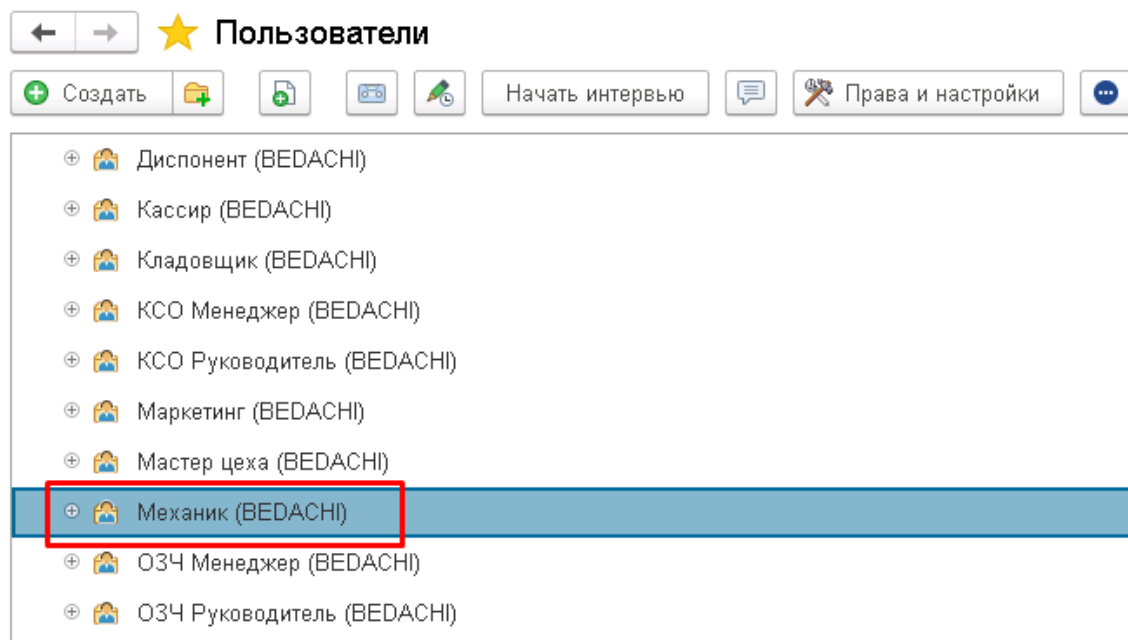 Пользователи
Создать Начать интервью Права и настройки
Диспонент (BEDACHI)
Кассир (BEDACHI)
Кладовщик (BEDACHI)
КСО Менеджер (BEDACHI)
КСО Руководитель (BEDACHI)
Маркетинг (BEDACHI)
Мастер цеха (BEDACHI)
Механик (BEDACHI)
ОЗЧ Менеджер (BEDACHI)
ОЗЧ Руководитель (BEDACHI)